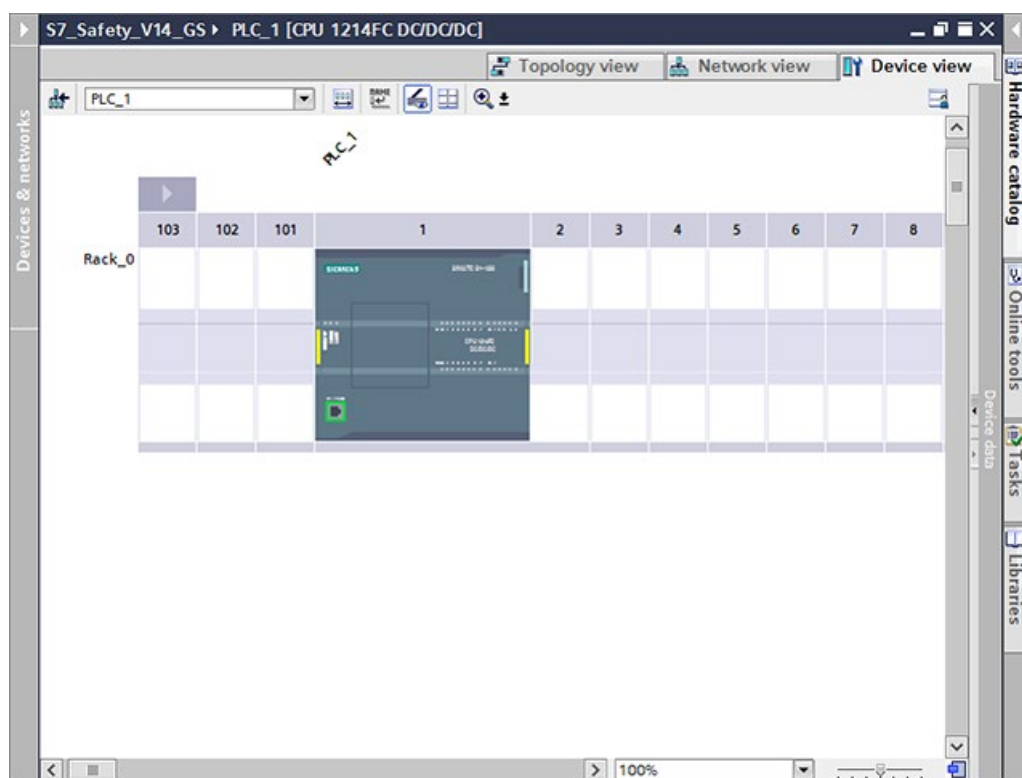 S7_Safety_V14_GS ▸ PLC_1 [CPU 1214FC DC/DC/DC]
Topology view
Network view
Device view
PLC_1
PLC_1
103 102 101 1 2 3 4 5 6 7 8
Rack_0
SIEMENS
100%
Devices & networks
Device data
Hardware catalog
Online tools
Tasks
Libraries